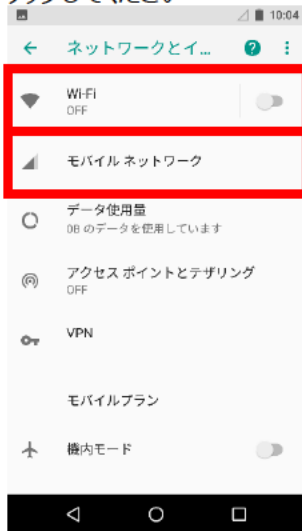 10:04
ネットワークとイ...
Wi-Fi
OFF
モバイル ネットワーク
データ使用量
0B のデータを使用しています
アクセス ポイントとテザリング
OFF
VPN
モバイルプラン
機内モード